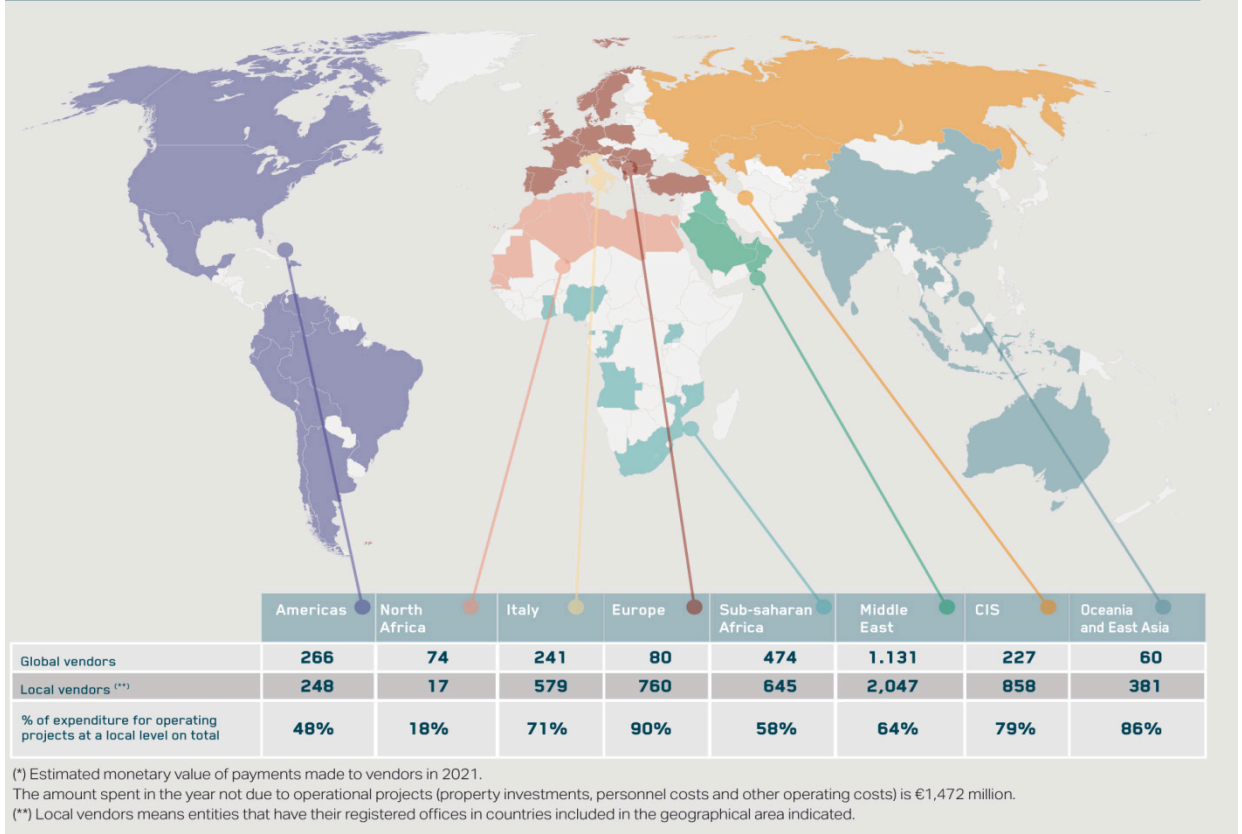 Americas North Africa Italy Europe Sub-saharan Africa Middle East CIS Oceania and East Asia
Global vendors 266 74 241 80 474 1.131 227 60
Local vendors (**) 248 17 579 760 645 2,047 858 381
% of expenditure for operating projects at a local level on total 48% 18% 71% 90% 58% 64% 79% 86%
(*) Estimated monetary value of payments made to vendors in 2021.
The amount spent in the year not due to operational projects (property investments, personnel costs and other operating costs) is €1,472 million.
(**) Local vendors means entities that have their registered offices in countries included in the geographical area indicated.